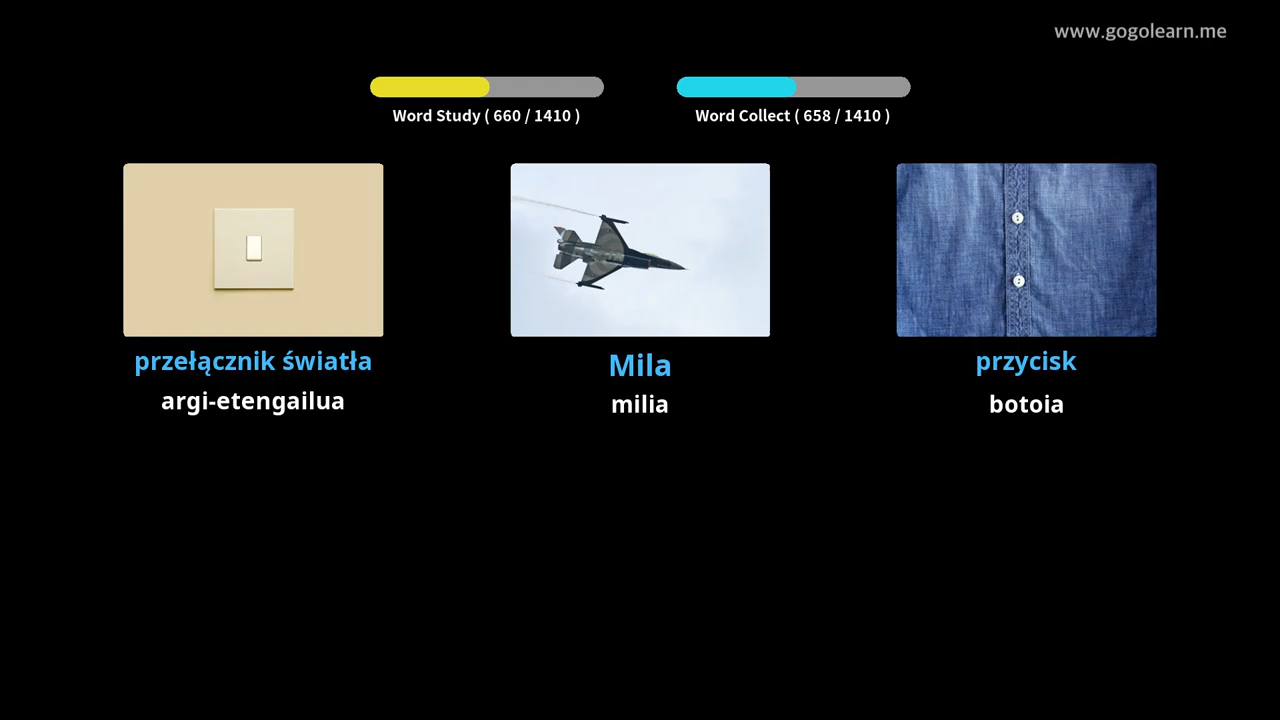 www.gogolearn.me
Word Study ( 660 / 1410 )
Word Collect ( 658 / 1410 )
przełącznik światła
argi-etengailua
Mila
milia
przycisk
botoia